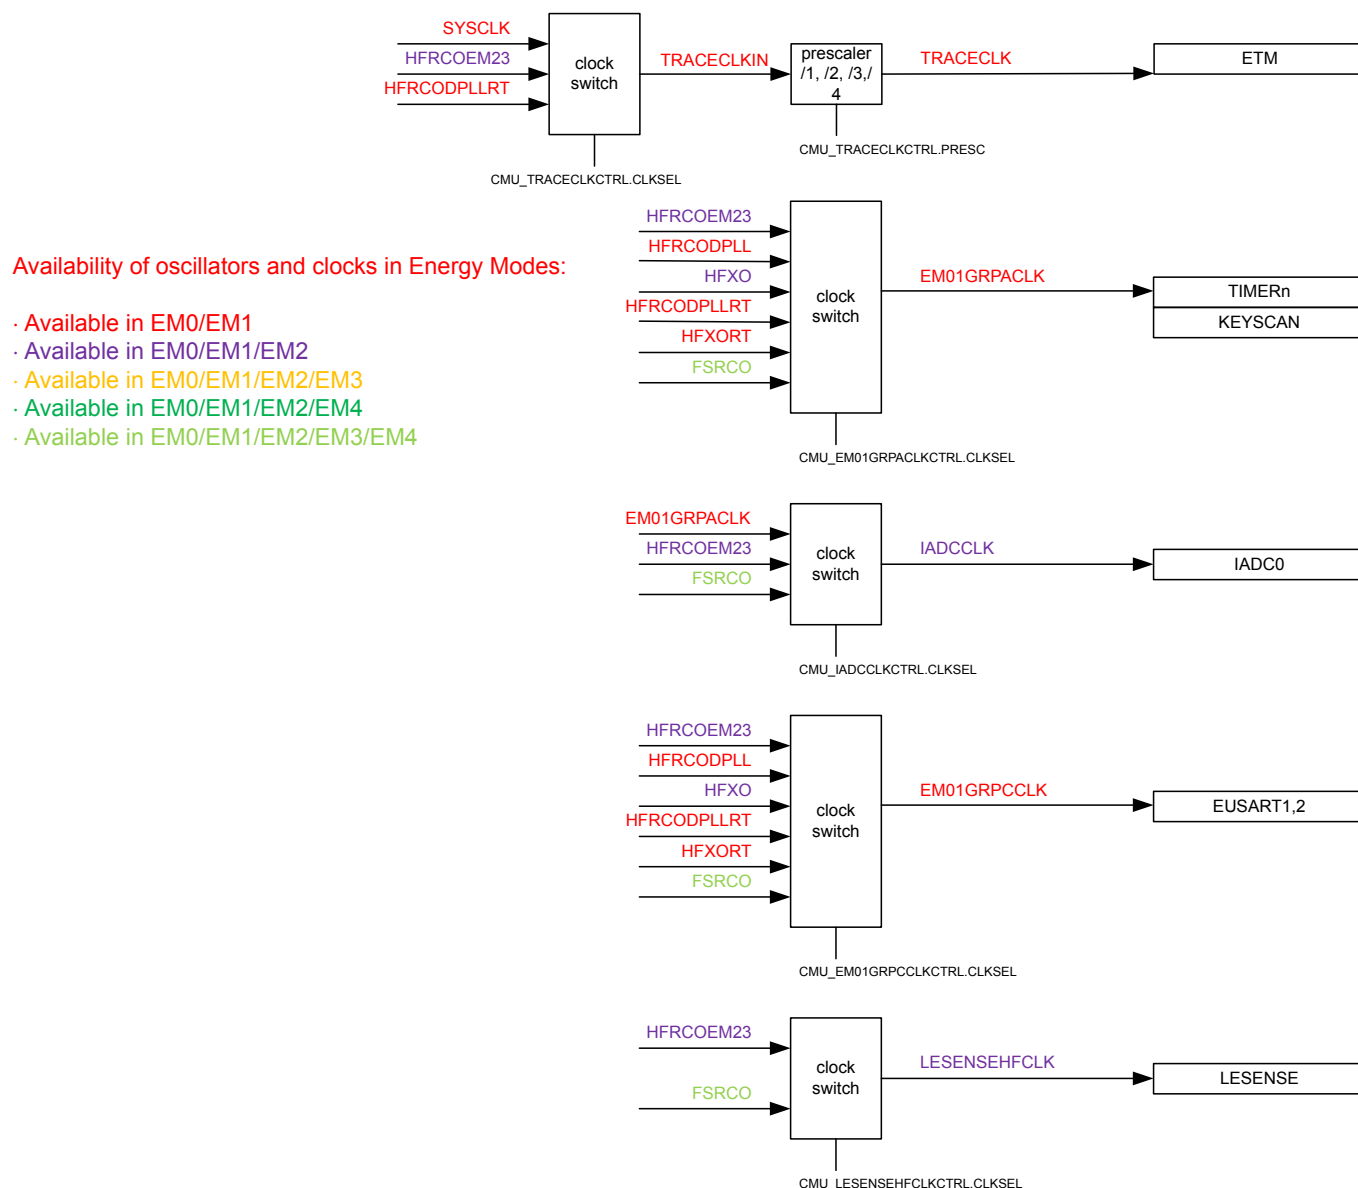 SYSCLK
HFRCOEM23
HFRCODPLLRT
clock
switch
TRACECLKIN
prescaler
/1, /2, /3,/
4
TRACECLK
ETM
CMU_TRACECLKCTRL.PRESC
CMU_TRACECLKCTRL.CLKSEL
Availability of oscillators and clocks in Energy Modes:
· Available in EM0/EM1
· Available in EM0/EM1/EM2
· Available in EM0/EM1/EM2/EM3
· Available in EM0/EM1/EM2/EM4
· Available in EM0/EM1/EM2/EM3/EM4
HFRCOEM23
HFRCODPLL
HFXO
HFRCODPLLRT
HFXORT
FSRCO
clock
switch
EM01GRPACLK
TIMERn
KEYSCAN
CMU_EM01GRPACLKCTRL.CLKSEL
EM01GRPACLK
HFRCOEM23
FSRCO
clock
switch
IADCCLK
IADC0
CMU_IADCCLKCTRL.CLKSEL
HFRCOEM23
HFRCODPLL
HFXO
HFRCODPLLRT
HFXORT
FSRCO
clock
switch
EM01GRPCCLK
EUSART1,2
CMU_EM01GRPCCLKCTRL.CLKSEL
HFRCOEM23
FSRCO
clock
switch
LESENSEHFCLK
LESENSE
CMU_LESENSEHFCLKCTRL.CLKSEL